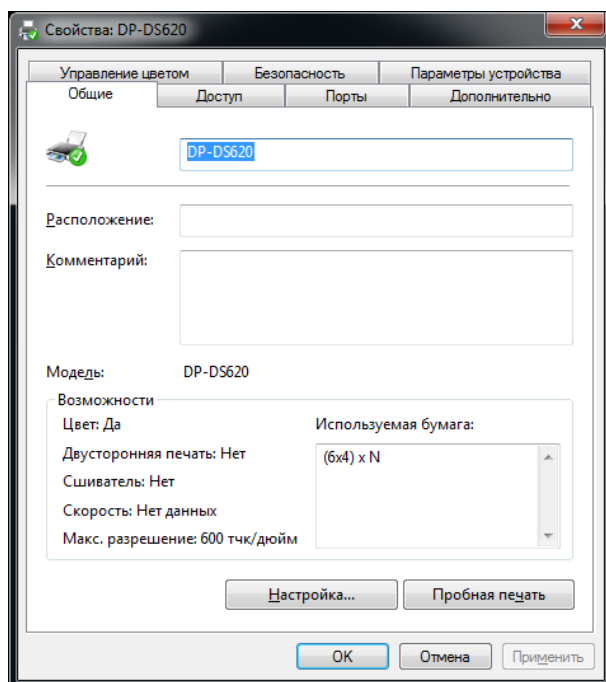 Свойства: DP-DS620
Управление цветом Безопасность Параметры устройства
Общие Доступ Порты Дополнительно
DP-DS620
Расположение:
Комментарий:
Модель: DP-DS620
Возможности
Цвет: Да Используемая бумага:
Двусторонняя печать: Нет (6x4) x N
Сшиватель: Нет
Скорость: Нет данных
Макс. разрешение: 600 тчк/дюйм
Настройка... Пробная печать
OK Отмена Применить